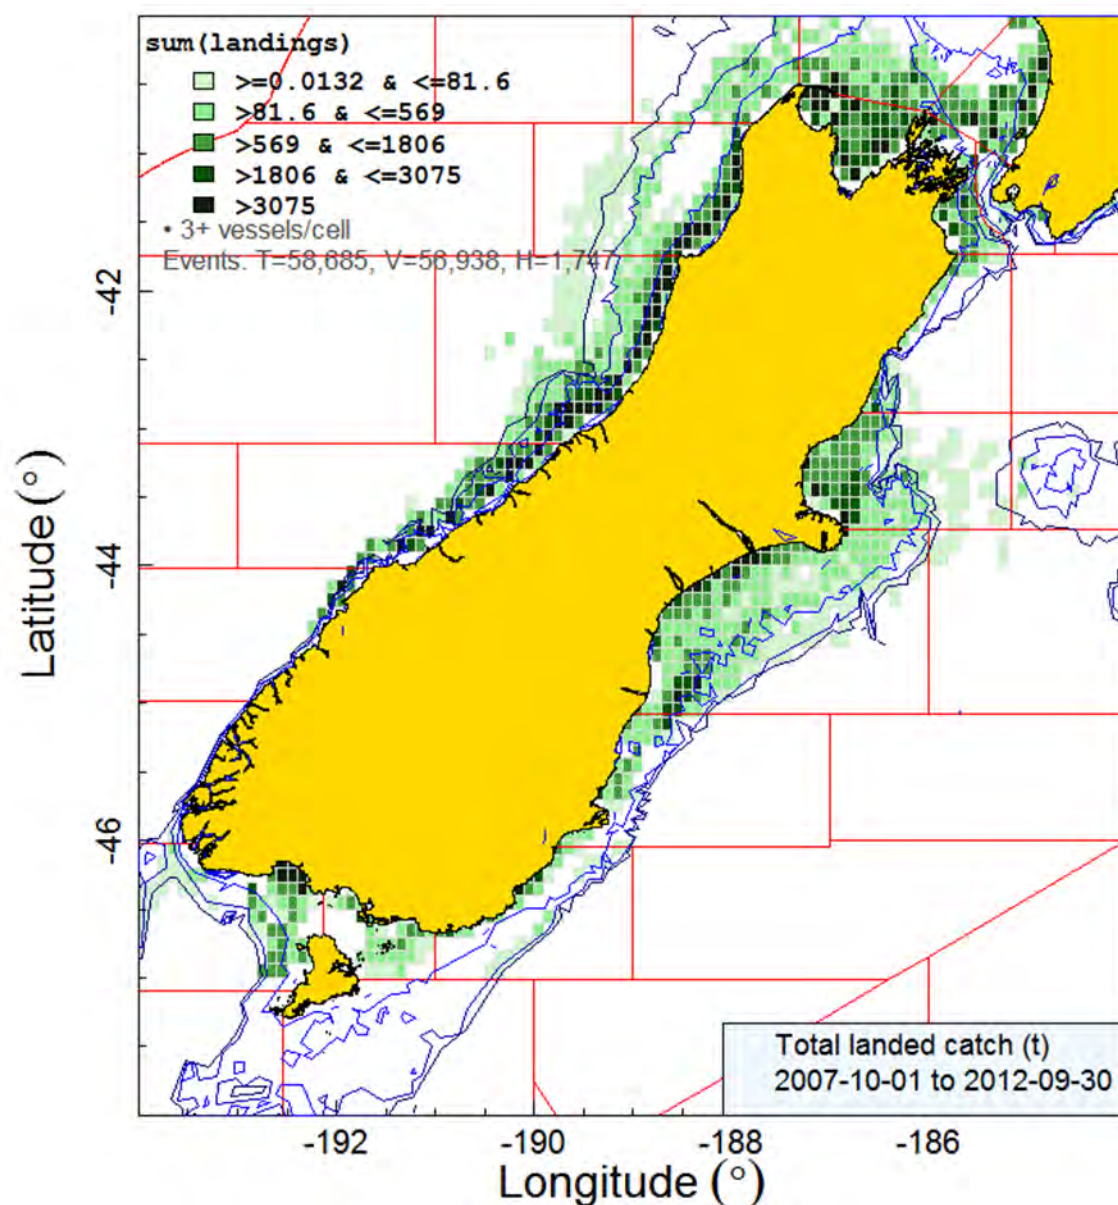 sum(landings)
>=0.0132 & <=81.6
>81.6 & <=569
>569 & <=1806
>1806 & <=3075
>3075
• 3+ vessels/cell
Events. T=58,685, V=56,938, H=1,747
-42
-44
-46
Latitude (°)
Total landed catch (t)
2007-10-01 to 2012-09-30
-192
-190
-188
-186
Longitude (°)